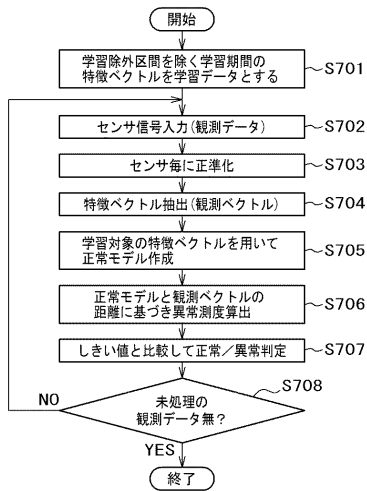 開始
学習除外区間を除く学習期間の
特徴ベクトルを学習データとする
S701
センサ信号入力(観測データ)
S702
センサ毎に正準化
S703
特徴ベクトル抽出(観測ベクトル)
S704
学習対象の特徴ベクトルを用いて
正常モデル作成
S705
正常モデルと観測ベクトルの
距離に基づき異常測度算出
S706
しきい値と比較して正常/異常判定
S707
S708
NO
未処理の
観測データ無?
YES
終了